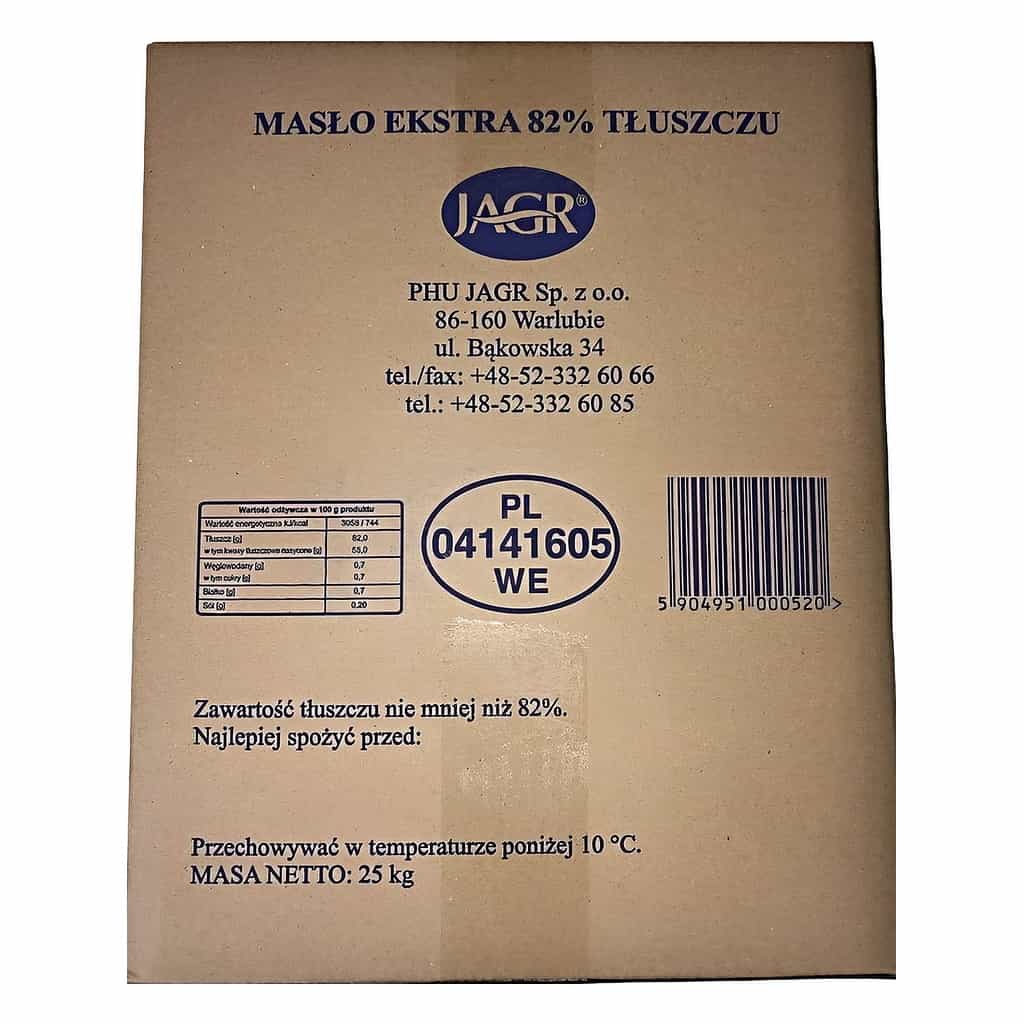 MASŁO EKSTRA 82% TŁUSZCZU
JAGR®
PHU JAGR Sp. z o.o.
86-160 Warlubie
ul. Bąkowska 34
tel./fax: +48-52-332 60 66
tel.: +48-52-332 60 85
Wartość odżywcza w 100 g produktu
Wartość energetyczna kJ/kcal 3058 / 744
Tłuszcz [g] 82,0
w tym kwasy tłuszczowe nasycone [g] 55,0
Węglowodany [g] 0,7
w tym cukry [g] 0,7
Białko [g] 0,7
Sól [g] 0,20
PL
04141605
WE
5 904951 000520 >
Zawartość tłuszczu nie mniej niż 82%.
Najlepiej spożyć przed:
Przechowywać w temperaturze poniżej 10 °C.
MASA NETTO: 25 kg